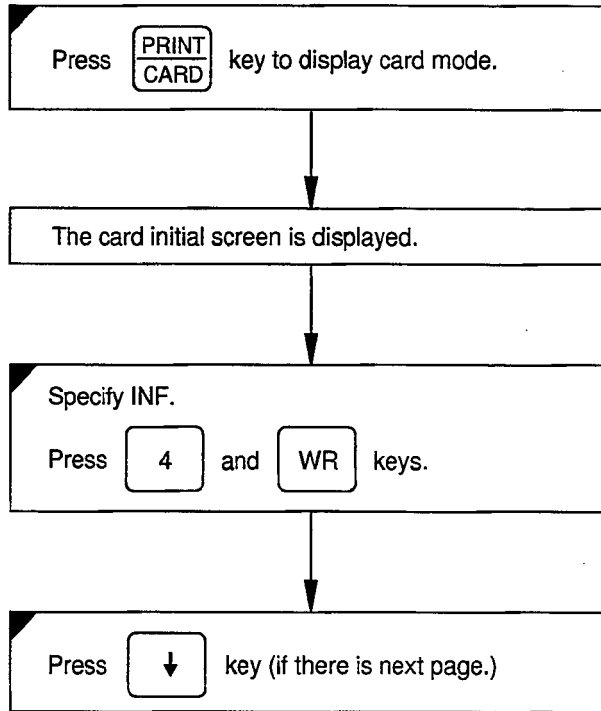 Press PRINT CARD key to display card mode.
The card initial screen is displayed.
Specify INF.
Press 4 and WR keys.
Press ↓ key (if there is next page.)